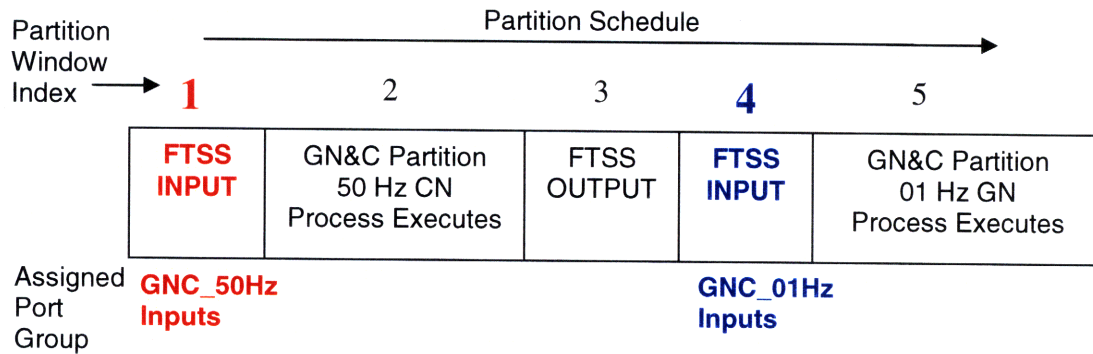 Partition Schedule
Partition
Window
Index
1 2 3 4 5
FTSS
INPUT
GN&C Partition
50 Hz CN
Process Executes
FTSS
OUTPUT
FTSS
INPUT
GN&C Partition
01 Hz GN
Process Executes
Assigned
Port
Group
GNC_50Hz
Inputs
GNC_01Hz
Inputs